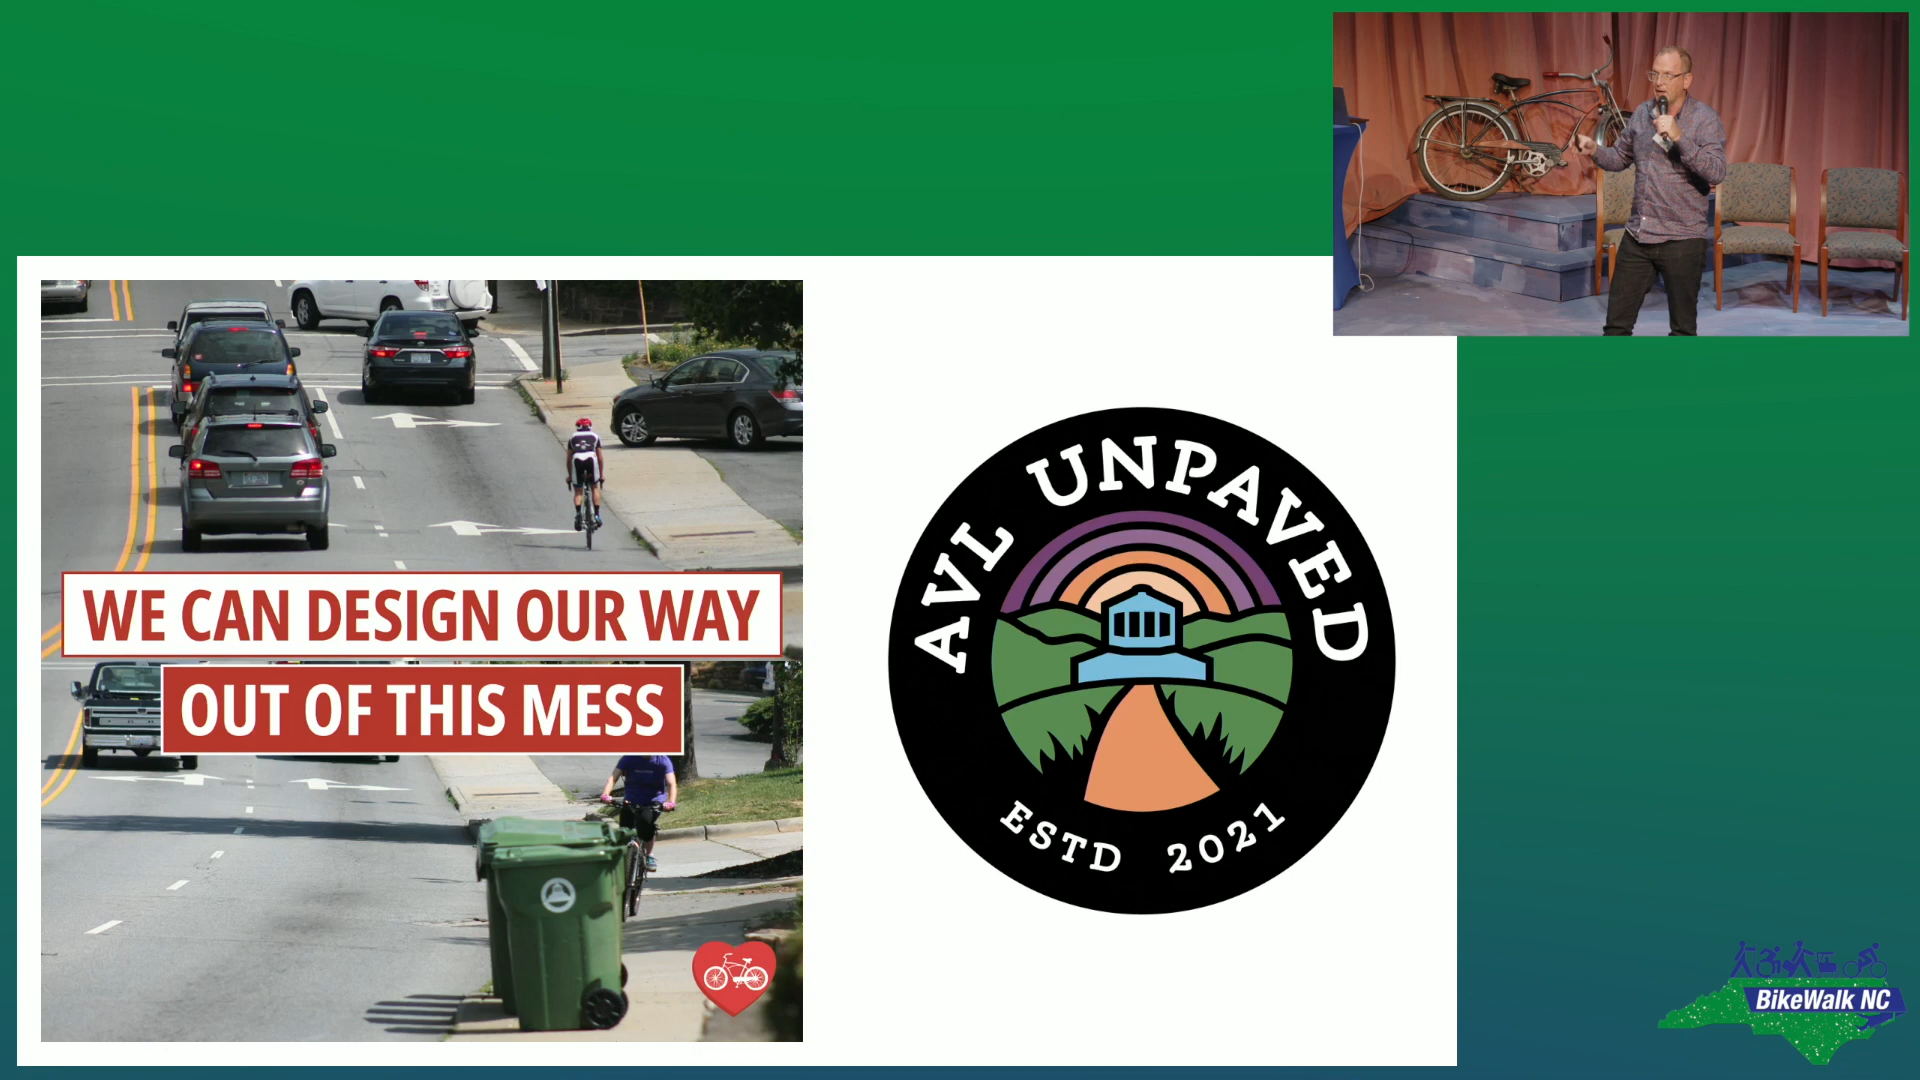 WE CAN DESIGN OUR WAY
OUT OF THIS MESS
AVL UNPAVED
ESTD 2021
BikeWalk NC